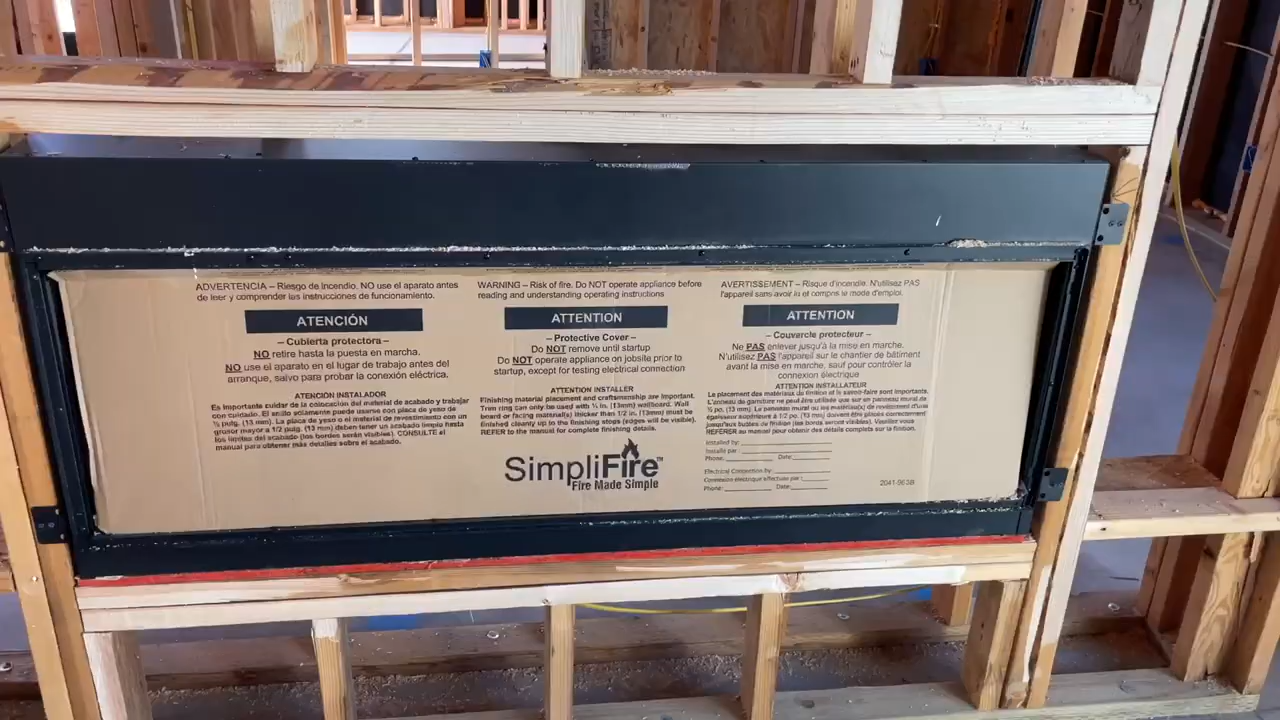 ADVERTENCIA – Riesgo de Incendio. NO use el aparato antes
de leer y comprender las instrucciones de funcionamiento.
ATENCIÓN
– Cubierta protectora –
NO retire hasta la puesta en marcha.
NO use el aparato en el lugar de trabajo antes del
arranque, salvo para probar la conexión eléctrica.
ATENCIÓN INSTALADOR
Es importante cuidar de la colocación del material de acabado y trabajar
con cuidado. El anillo solamente puede usarse con placa de yeso de
½ pulg. (13 mm). La placa de yeso o el material de revestimiento con un
grosor mayor a 1/2 pulg. (13 mm) deben tener un acabado limpio hasta
los topes del acabado (los bordes serán visibles). CONSULTE el
manual para obtener más detalles sobre el acabado.
WARNING – Risk of fire. Do NOT operate appliance before
reading and understanding operating instructions
ATTENTION
– Protective Cover –
Do NOT remove until startup
Do NOT operate appliance on jobsite prior to
startup, except for testing electrical connection
ATTENTION INSTALLER
Finishing material placement and craftsmanship are important.
Trim ring can only be used with ½ in. (13mm) wallboard. Wall
board or facing material(s) thicker than 1/2 in. (13mm) must be
finished cleanly up to the finishing stops (edges will be visible).
REFER to the manual for complete finishing details.
SimpliFire™
Fire Made Simple
AVERTISSEMENT – Risque d'incendie. N'utilisez PAS
l'appareil sans avoir lu et compris le mode d'emploi.
ATTENTION
– Couvercle protecteur –
Ne PAS enlever jusqu'à la mise en marche.
N'utilisez PAS l'appareil sur le chantier de bâtiment
avant la mise en marche, sauf pour contrôler la
connexion électrique
ATTENTION INSTALLATEUR
Le placement des matériaux de finition et le savoir-faire sont importants.
L'anneau de garniture ne peut être utilisé que sur un panneau mural de
½ po. (13 mm). Le panneau mural ou les matériau(x) de revêtement d'une
épaisseur supérieure à 1/2 po. (13 mm) doivent être placés correctement
jusqu'aux butées de finition (les bords seront visibles). Veuillez vous
RÉFÉRER au manuel pour obtenir des détails complets sur la finition.
Installed by:
Installé par :
Phone: Date:
Electrical Connection by:
Connexion électrique effectuée par :
Phone: Date:
2041-963B